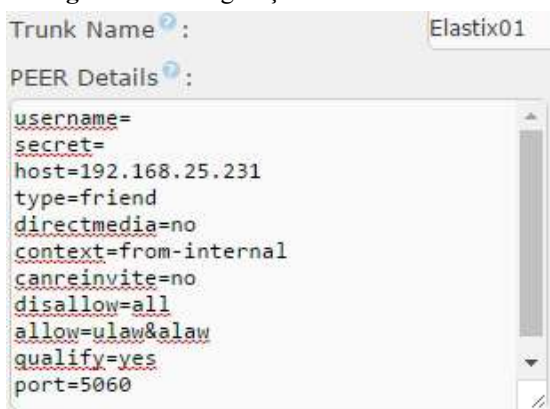 Trunk Name? :
Elastix01
PEER Details? :
username=
secret=
host=192.168.25.231
type=friend
directmedia=no
context=from-internal
canreinvite=no
disallow=all
allow=ulaw&alaw
qualify=yes
port=5060